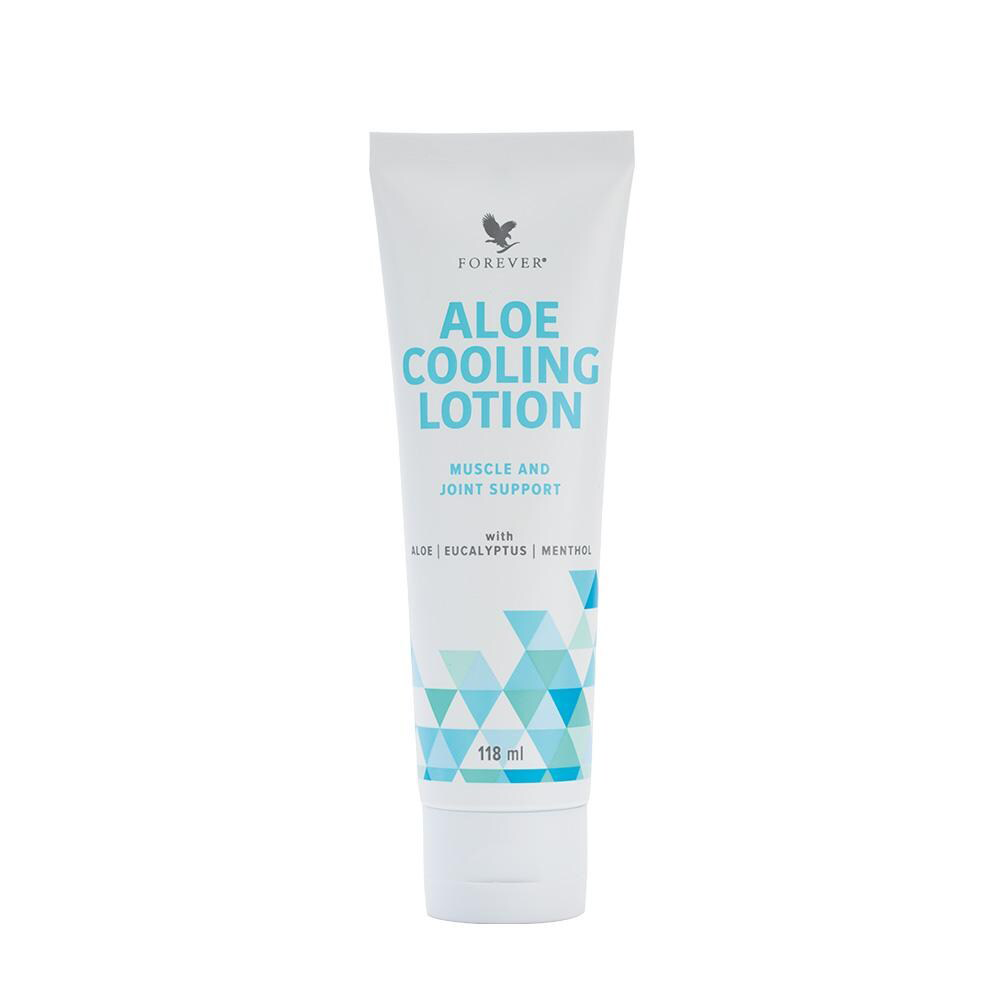 FOREVER®
ALOE
COOLING
LOTION
MUSCLE AND
JOINT SUPPORT
with
ALOE | EUCALYPTUS | MENTHOL
118 ml